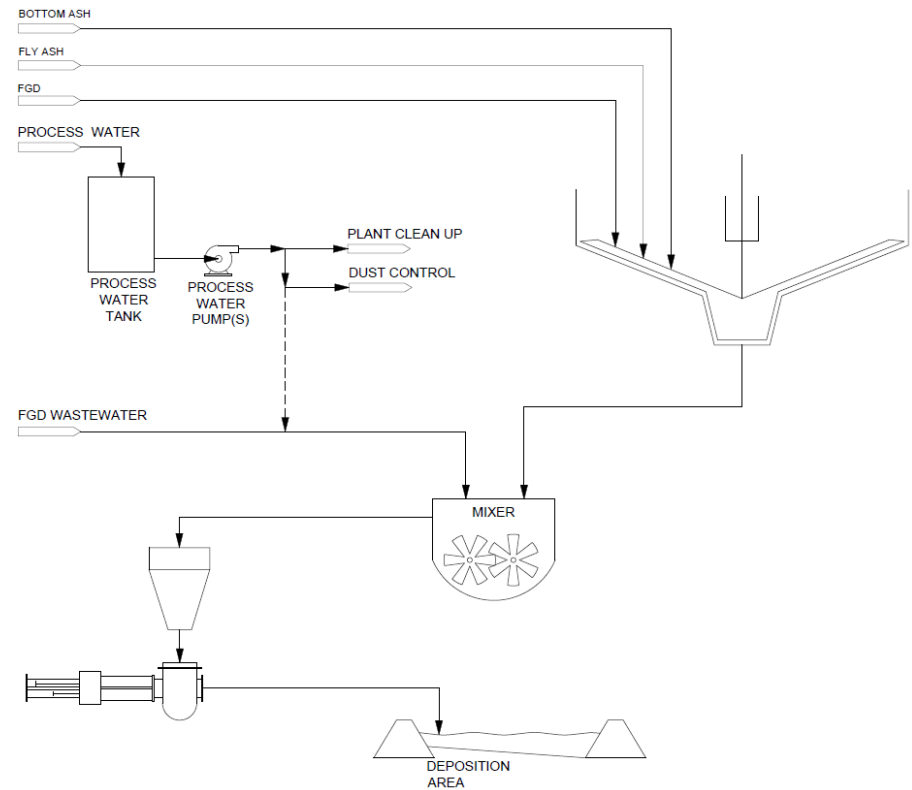 BOTTOM ASH
FLY ASH
FGD
PROCESS WATER
PLANT CLEAN UP
DUST CONTROL
PROCESS
WATER
TANK
PROCESS
WATER
PUMP(S)
FGD WASTEWATER
MIXER
DEPOSITION
AREA